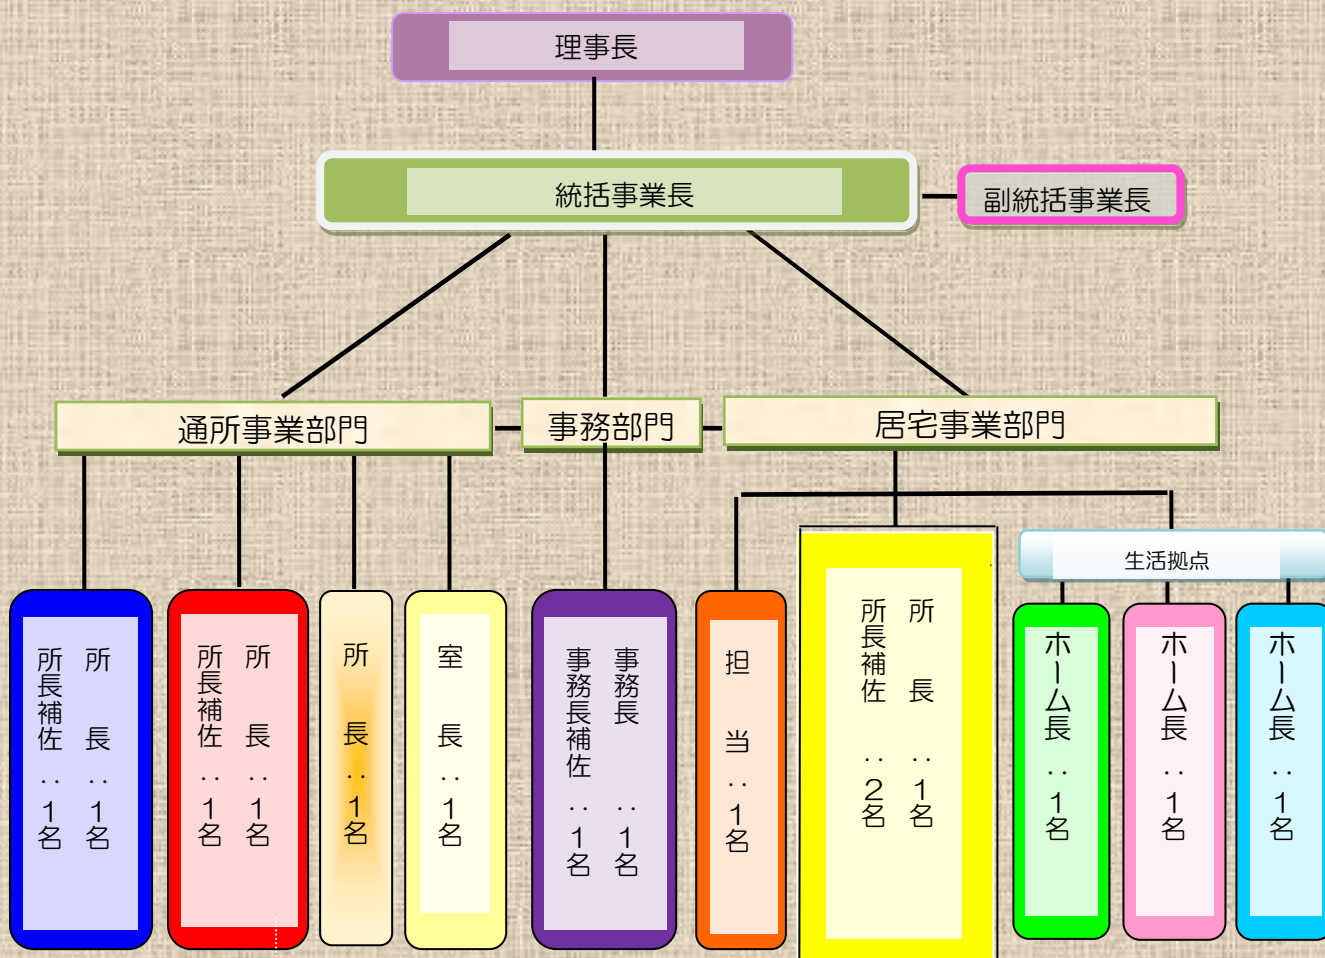 理事長
統括事業長
副統括事業長
通所事業部門
事務部門
居宅事業部門
生活拠点
所長：1名
所長補佐：1名
所長：1名
所長補佐：1名
所長：1名
室長：1名
事務長：1名
事務長補佐：1名
担当：1名
所長：1名
所長補佐：2名
ホーム長：1名
ホーム長：1名
ホーム長：1名